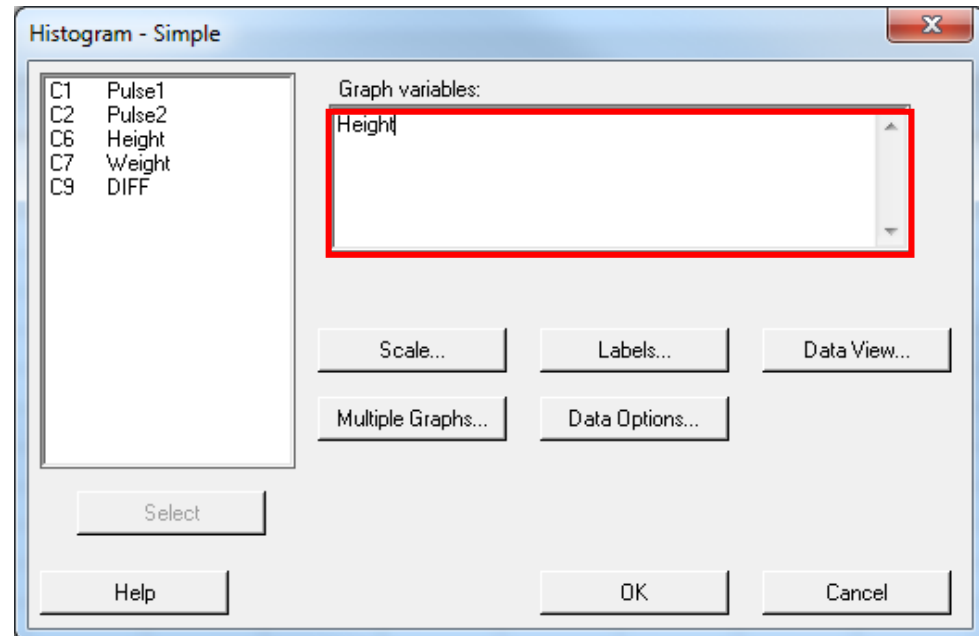 Histogram - Simple
C1 Pulse1
C2 Pulse2
C6 Height
C7 Weight
C9 DIFF
Graph variables:
Height
Scale... Labels... Data View...
Multiple Graphs... Data Options...
Select
Help OK Cancel